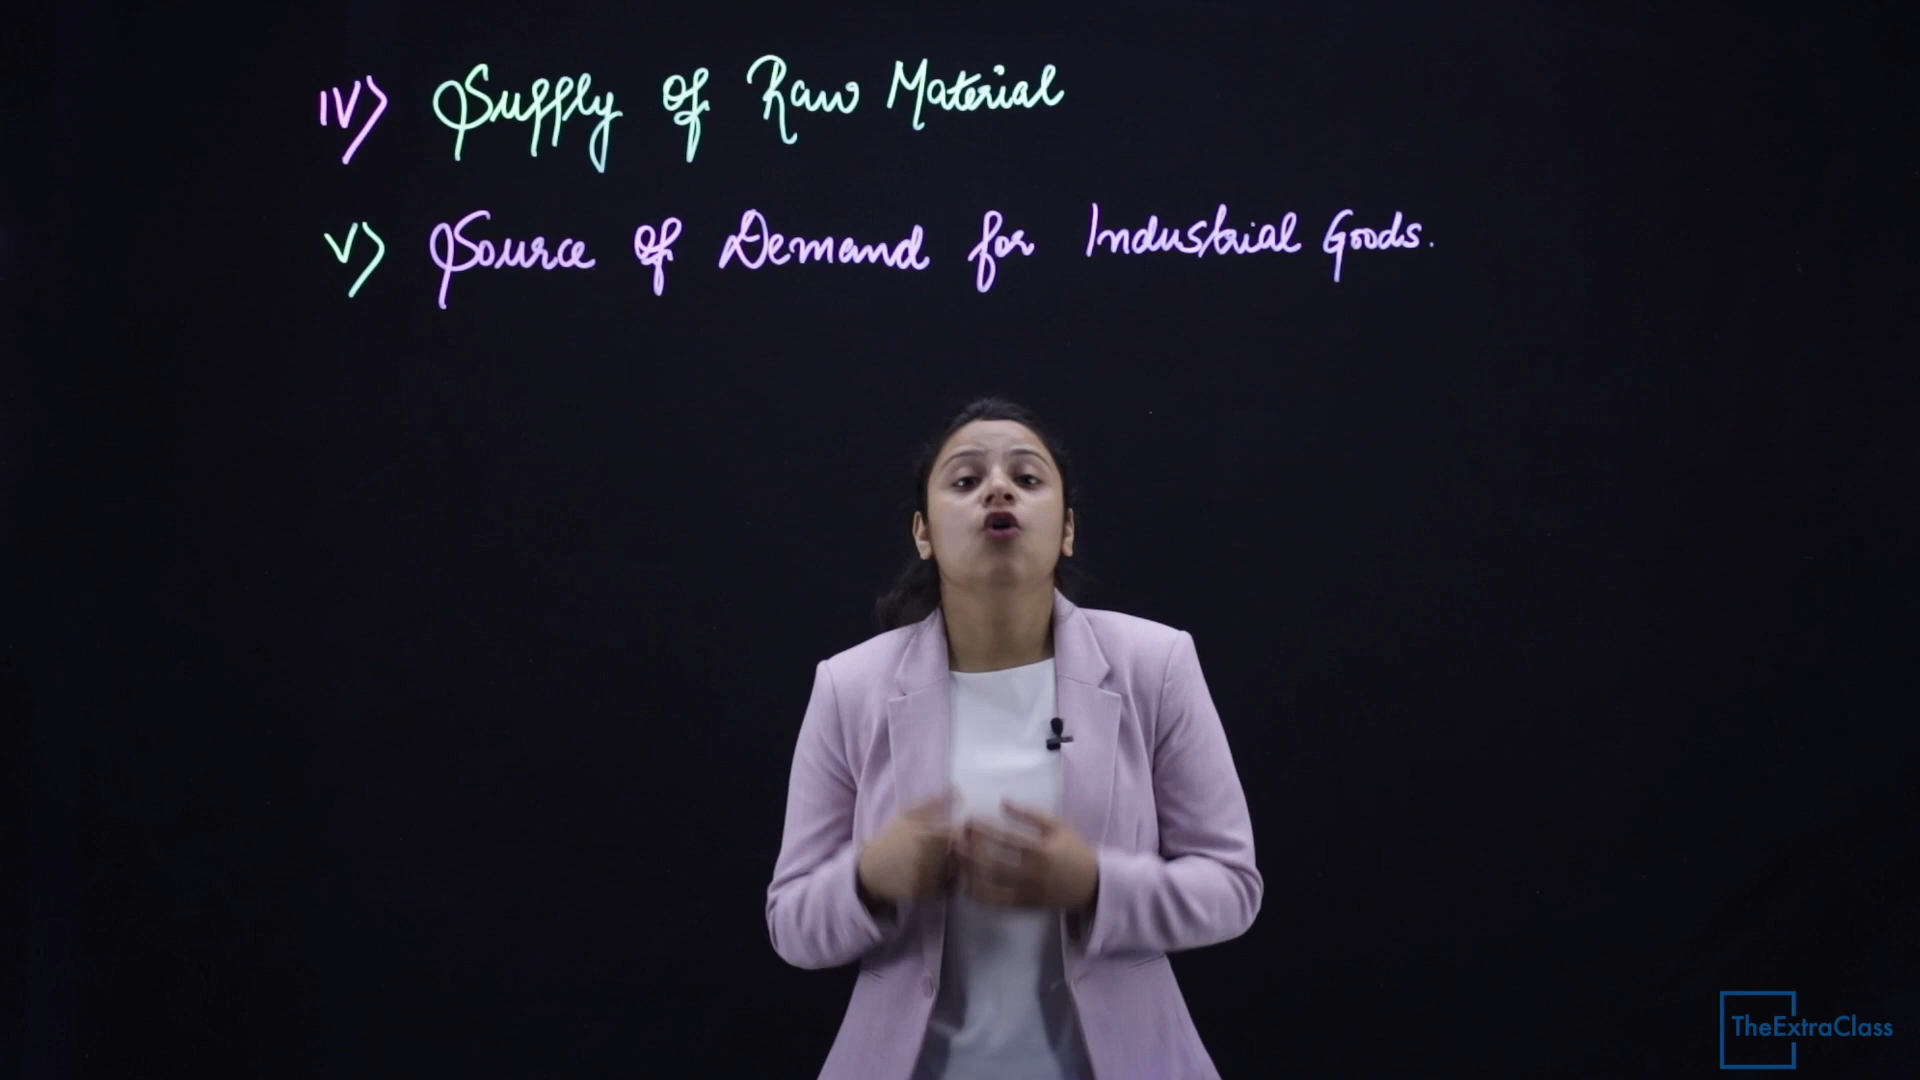 IV) Supply of Raw Material
V) Source of Demand for Industrial Goods.
TheExtraClass